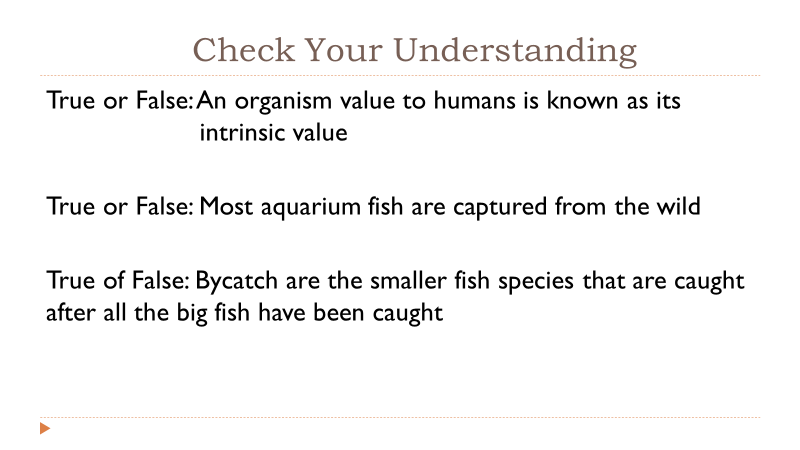 Check Your Understanding
True or False: An organism value to humans is known as its
intrinsic value
True or False: Most aquarium fish are captured from the wild
True of False: Bycatch are the smaller fish species that are caught
after all the big fish have been caught